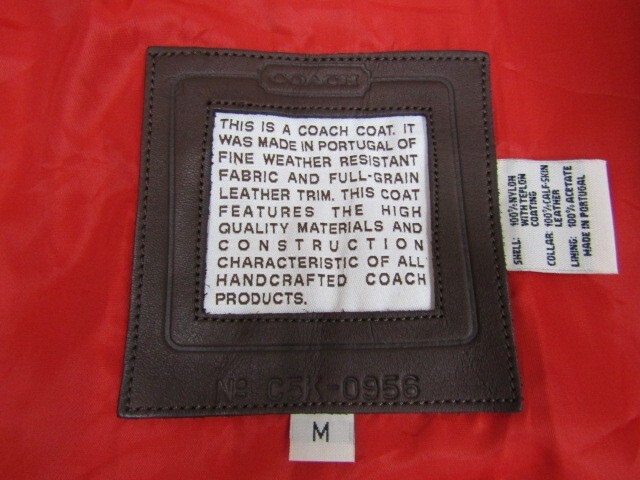 COACH
THIS IS A COACH COAT. IT
WAS MADE IN PORTUGAL OF
FINE WEATHER RESISTANT
FABRIC AND FULL-GRAIN
LEATHER TRIM. THIS COAT
FEATURES THE HIGH
QUALITY MATERIALS AND
CONSTRUCTION
CHARACTERISTIC OF ALL
HANDCRAFTED COACH
PRODUCTS.
Nº C5K-0956
M
SHELL: 100% NYLON
WITH TEFLON
COATING
COLLAR: 100% CALF-SKIN
LEATHER
LINING: 100% ACETATE
MADE IN PORTUGAL